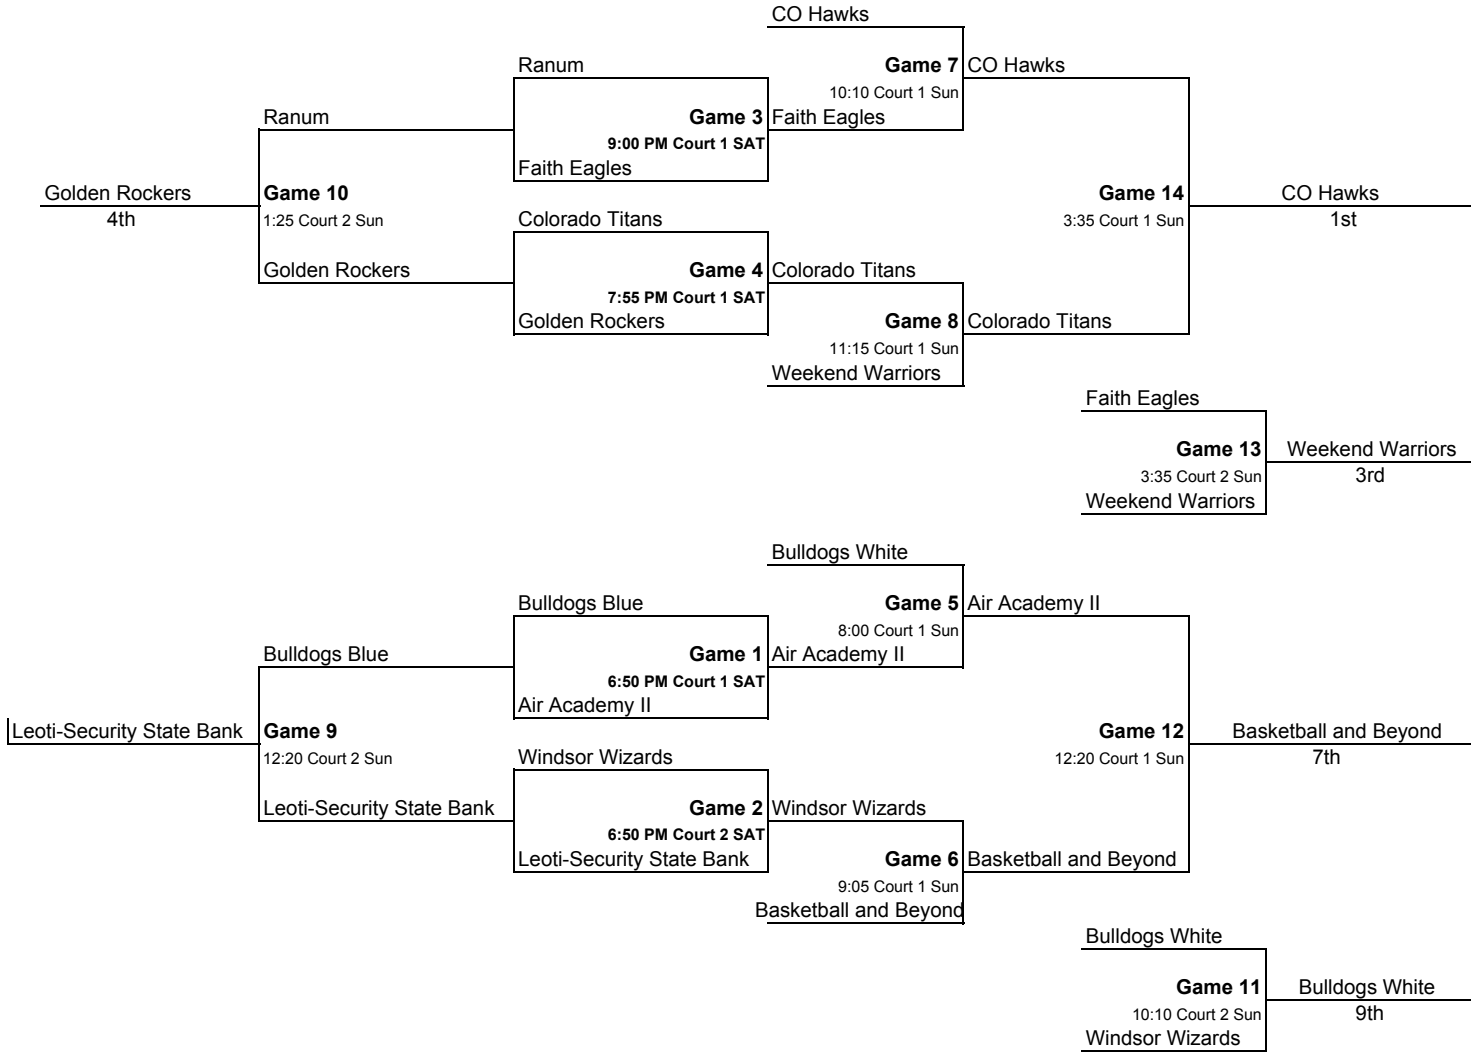 CO Hawks
Ranum
Game 7 CO Hawks
10:10 Court 1 Sun
Ranum
Game 3 Faith Eagles
9:00 PM Court 1 SAT
Faith Eagles
Golden Rockers
Game 10
Game 14
CO Hawks
4th
1:25 Court 2 Sun
Colorado Titans
3:35 Court 1 Sun
1st
Golden Rockers
Game 4 Colorado Titans
7:55 PM Court 1 SAT
Golden Rockers
Game 8 Colorado Titans
11:15 Court 1 Sun
Weekend Warriors
Faith Eagles
Game 13
Weekend Warriors
3:35 Court 2 Sun
3rd
Weekend Warriors
Bulldogs White
Bulldogs Blue
Game 5 Air Academy II
8:00 Court 1 Sun
Bulldogs Blue
Game 1 Air Academy II
6:50 PM Court 1 SAT
Air Academy II
Leoti-Security State Bank
Game 9
Game 12
Basketball and Beyond
12:20 Court 2 Sun
Windsor Wizards
12:20 Court 1 Sun
7th
Leoti-Security State Bank
Game 2 Windsor Wizards
6:50 PM Court 2 SAT
Leoti-Security State Bank
Game 6 Basketball and Beyond
9:05 Court 1 Sun
Basketball and Beyond
Bulldogs White
Game 11
Bulldogs White
10:10 Court 2 Sun
9th
Windsor Wizards